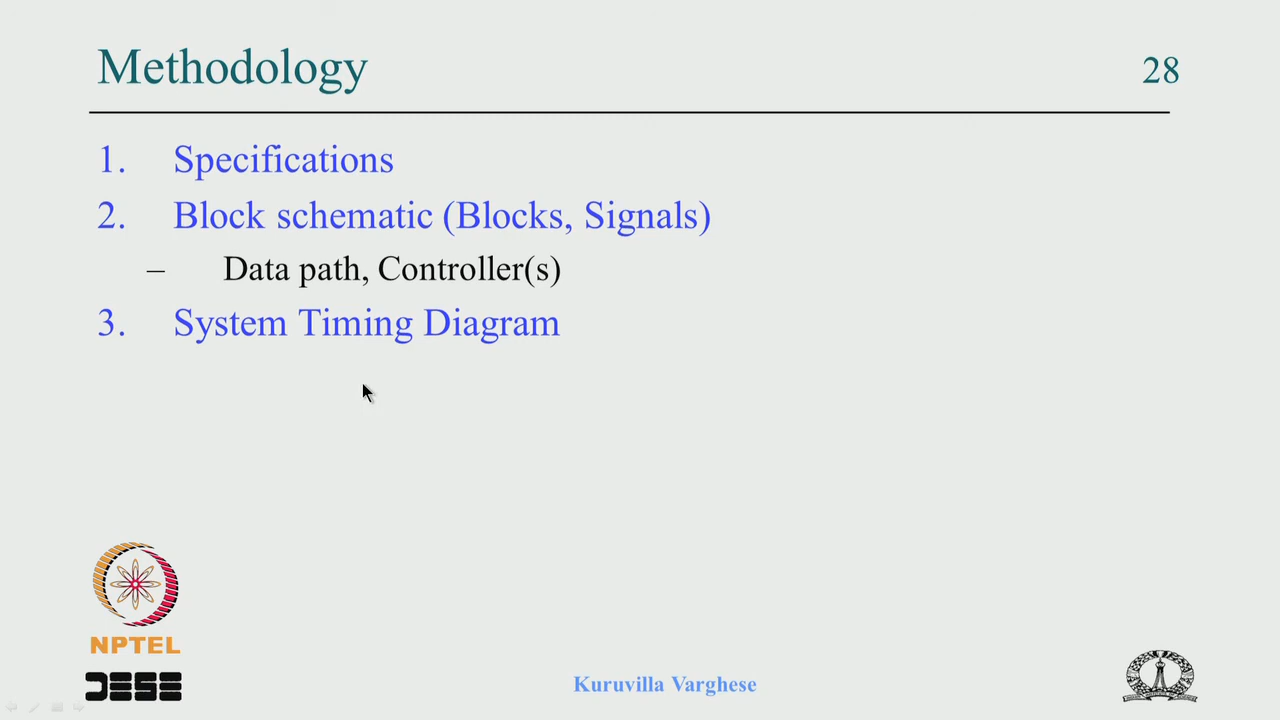 Methodology
28
1. Specifications
2. Block schematic (Blocks, Signals)
– Data path, Controller(s)
3. System Timing Diagram
NPTEL
DESE
Kuruvilla Varghese